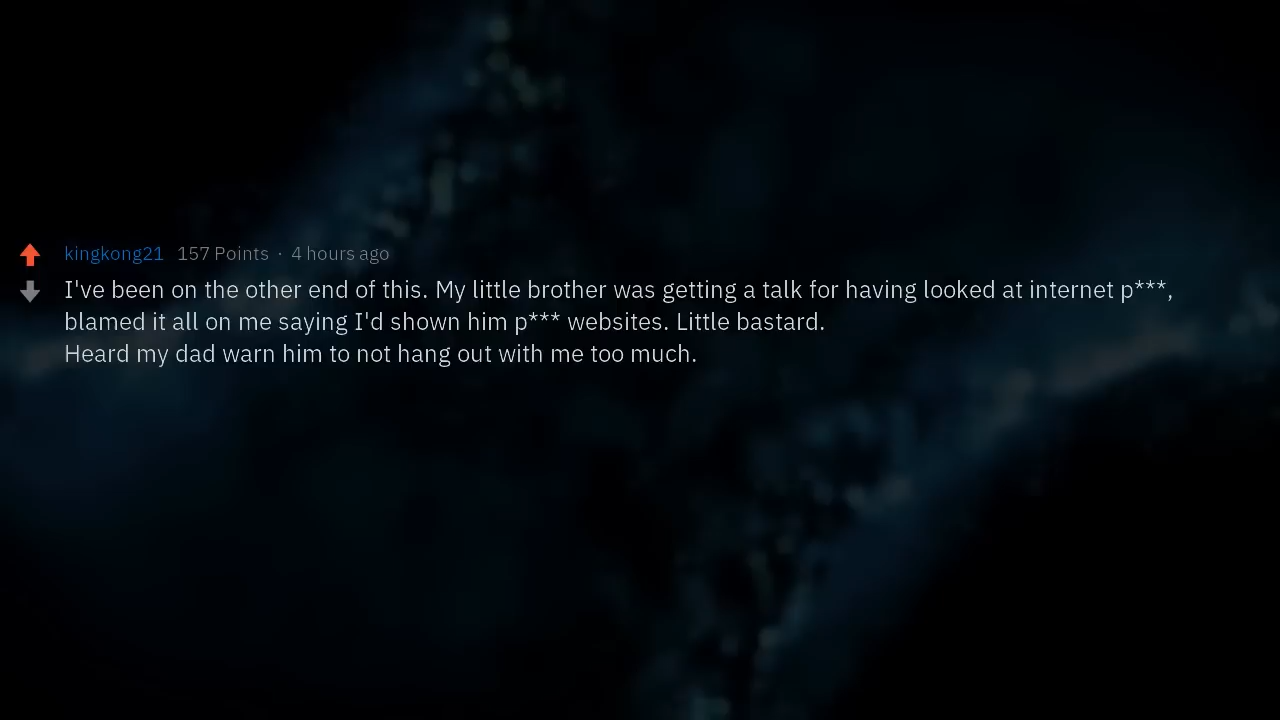 kingkong21 157 Points · 4 hours ago
I've been on the other end of this. My little brother was getting a talk for having looked at internet p***,
blamed it all on me saying I'd shown him p*** websites. Little bastard.
Heard my dad warn him to not hang out with me too much.